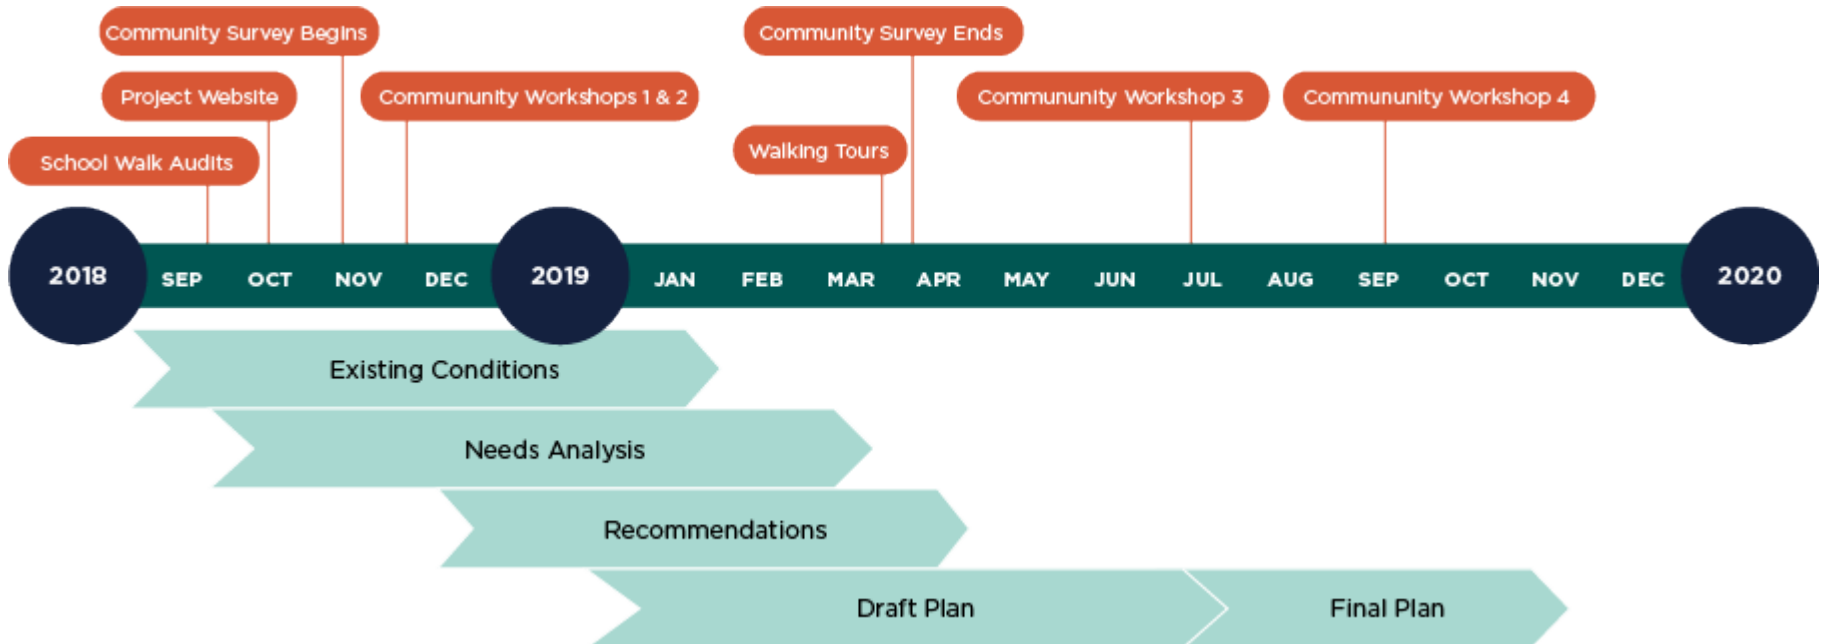 Community Survey Begins
Community Survey Ends
Project Website
Commununity Workshops 1 & 2
Commununity Workshop 3
Commununity Workshop 4
Walking Tours
School Walk Audits
2018 SEP OCT NOV DEC 2019 JAN FEB MAR APR MAY JUN JUL AUG SEP OCT NOV DEC 2020
Existing Conditions
Needs Analysis
Recommendations
Draft Plan
Final Plan